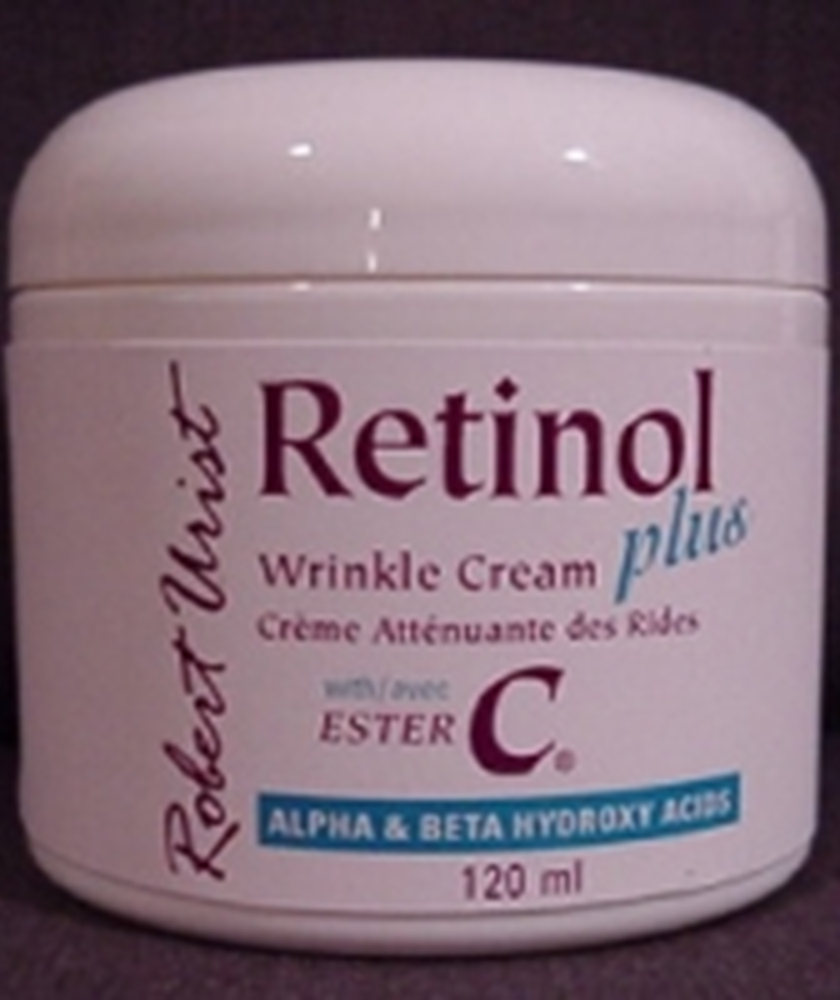 Robert Urist
Retinol
plus
Wrinkle Cream
Crème Atténuante des Rides
with/avec
ESTER C®
ALPHA & BETA HYDROXY ACIDS
120 ml